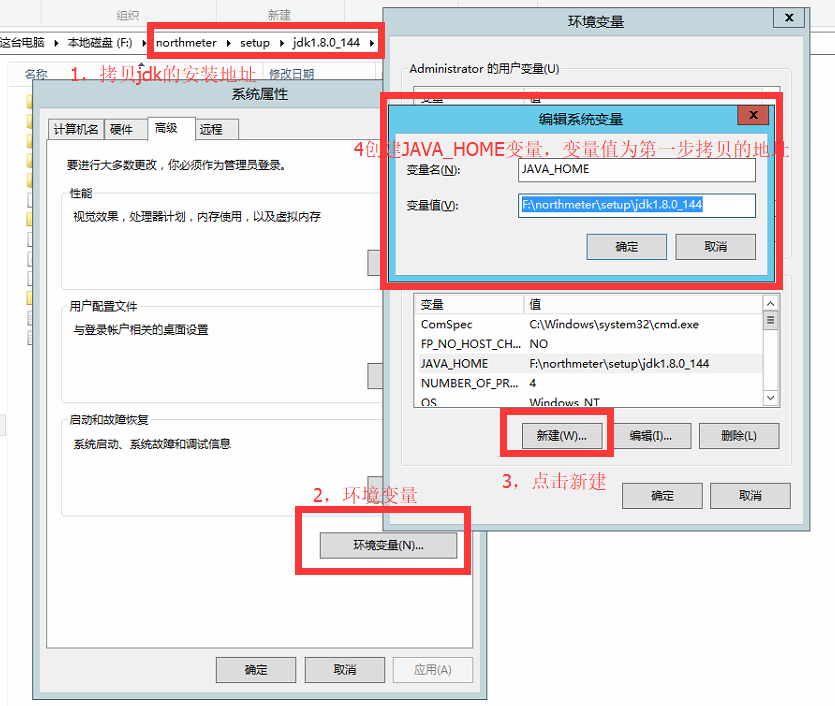 组织
新建
这台电脑 ▸ 本地磁盘 (F:) ▸ northmeter ▸ setup ▸ jdk1.8.0_144 ▸
名称
修改日期
1，拷贝jdk的安装地址
系统属性
计算机名 硬件 高级 远程
要进行大多数更改，你必须作为管理员登录。
性能
视觉效果，处理器计划，内存使用，以及虚拟内存
用户配置文件
与登录帐户相关的桌面设置
启动和故障恢复
系统启动、系统故障和调试信息
2，环境变量
环境变量(N)...
确定 取消 应用(A)
环境变量
Administrator 的用户变量(U)
变量 值
编辑系统变量
4创建JAVA_HOME变量，变量值为第一步拷贝的地址
变量名(N): JAVA_HOME
变量值(V): F:\northmeter\setup\jdk1.8.0_144
确定 取消
变量 值
ComSpec C:\Windows\system32\cmd.exe
FP_NO_HOST_CH... NO
JAVA_HOME F:\northmeter\setup\jdk1.8.0_144
NUMBER_OF_PR... 4
OS Windows_NT
新建(W)... 编辑(I)... 删除(L)
3，点击新建
确定 取消